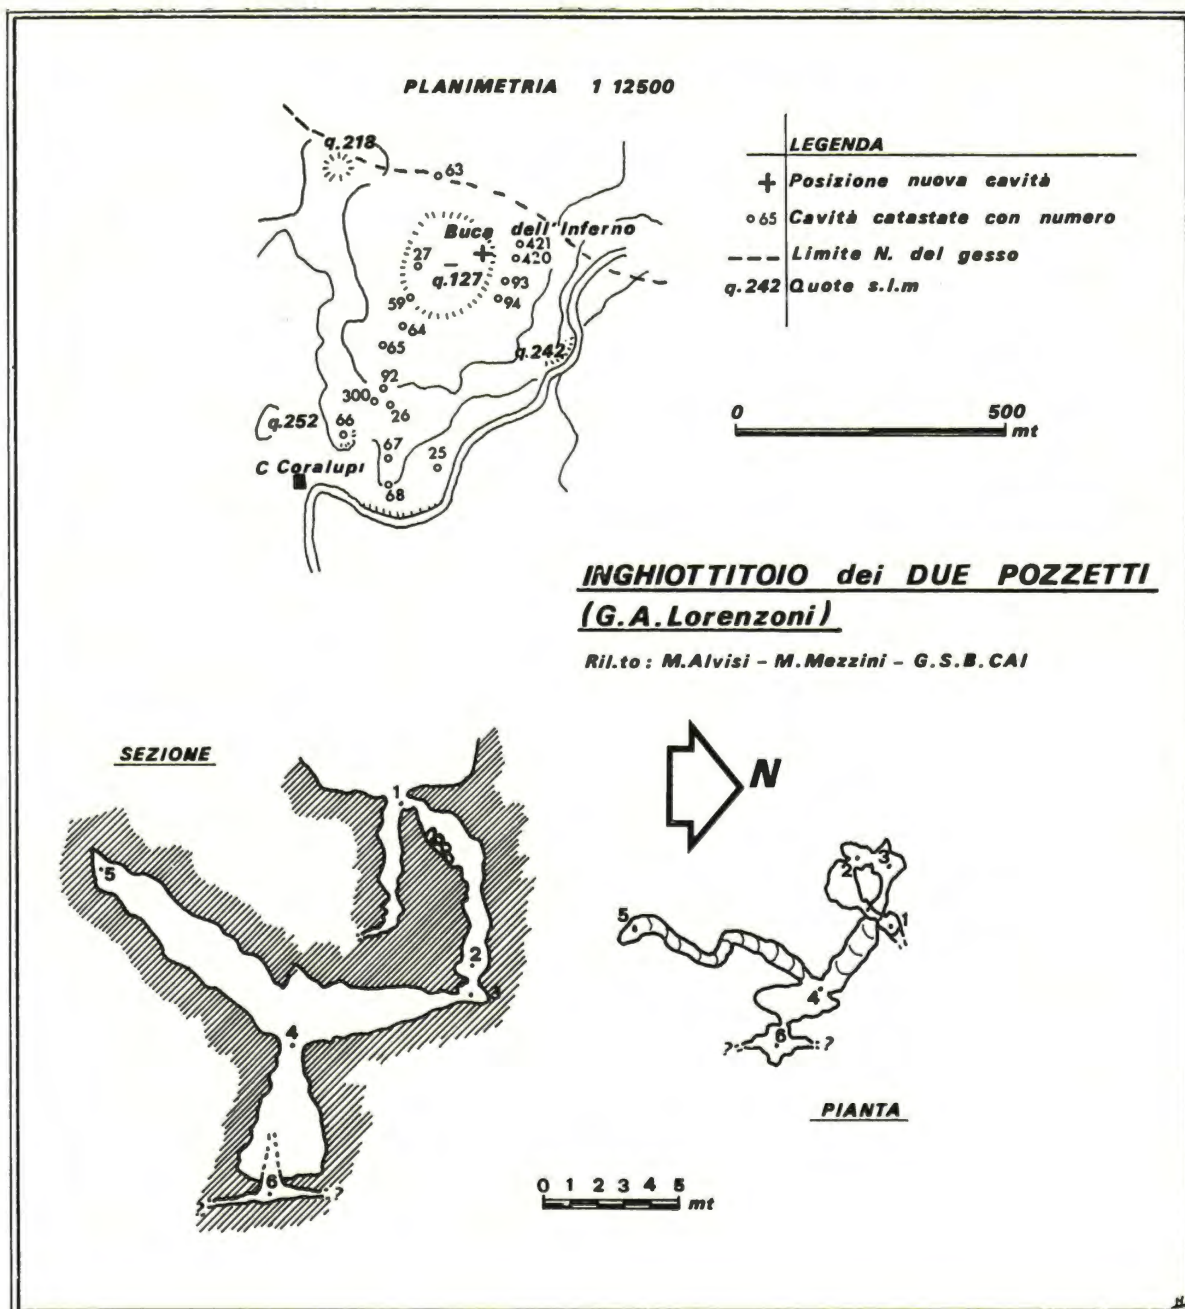 PLANIMETRIA 1 12500
q.218
63
Buca dell'Inferno
421
27
420
q.127
93
59
94
64
65
q.242
92
300
26
q.252
66
67
25
C Coralupi
68
LEGENDA
+ Posizione nuova cavità
65 Cavità catastate con numero
--- Limite N. del gesso
q.242 Quote s.l.m
0 500
mt
INGHIOTTITOIO dei DUE POZZETTI
(G.A.Lorenzoni)
Ril.to: M.Alvisi - M.Mezzini - G.S.B.CAI
SEZIONE
1
5
2
3
4
6
? ?
N
2 3
5
1
4
6
? ?
PIANTA
0 1 2 3 4 5
mt